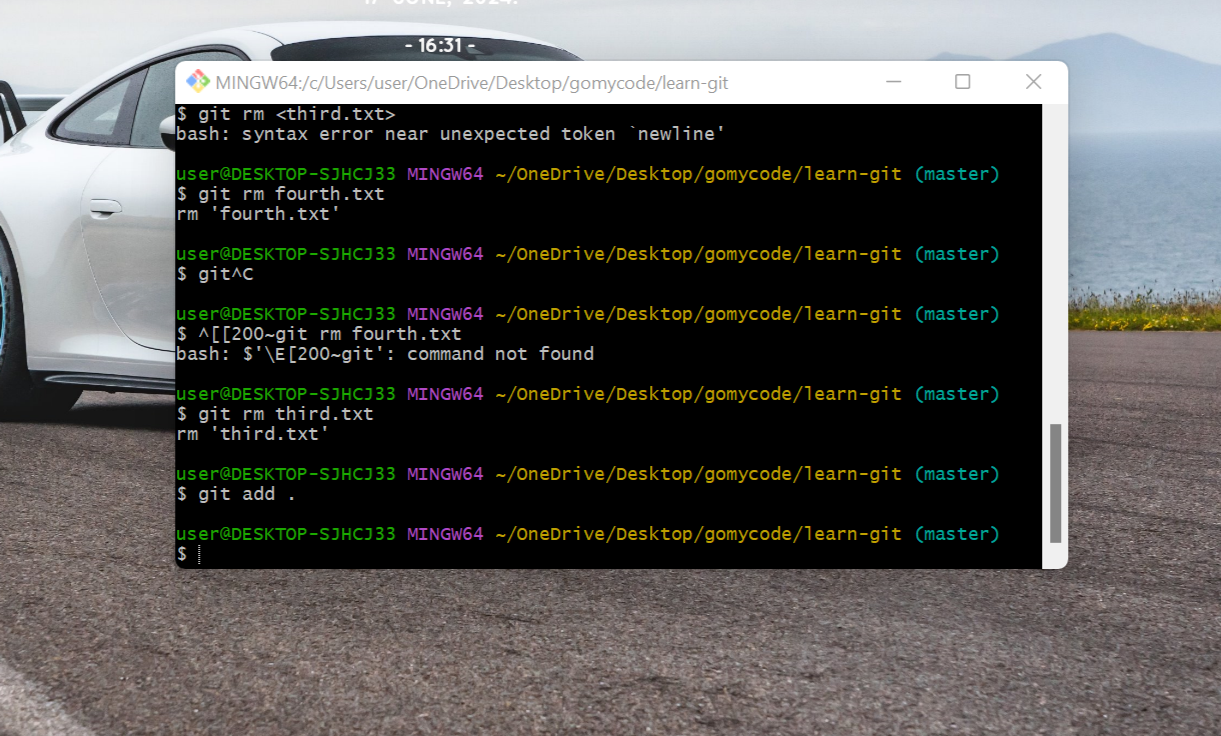 17 JUNE, 2024.
- 16:31 -
MINGW64:/c/Users/user/OneDrive/Desktop/gomycode/learn-git
$ git rm <third.txt>
bash: syntax error near unexpected token `newline'
user@DESKTOP-SJHCJ33 MINGW64 ~/OneDrive/Desktop/gomycode/learn-git (master)
$ git rm fourth.txt
rm 'fourth.txt'
user@DESKTOP-SJHCJ33 MINGW64 ~/OneDrive/Desktop/gomycode/learn-git (master)
$ git^C
user@DESKTOP-SJHCJ33 MINGW64 ~/OneDrive/Desktop/gomycode/learn-git (master)
$ ^[[200~git rm fourth.txt
bash: $'\E[200~git': command not found
user@DESKTOP-SJHCJ33 MINGW64 ~/OneDrive/Desktop/gomycode/learn-git (master)
$ git rm third.txt
rm 'third.txt'
user@DESKTOP-SJHCJ33 MINGW64 ~/OneDrive/Desktop/gomycode/learn-git (master)
$ git add .
user@DESKTOP-SJHCJ33 MINGW64 ~/OneDrive/Desktop/gomycode/learn-git (master)
$